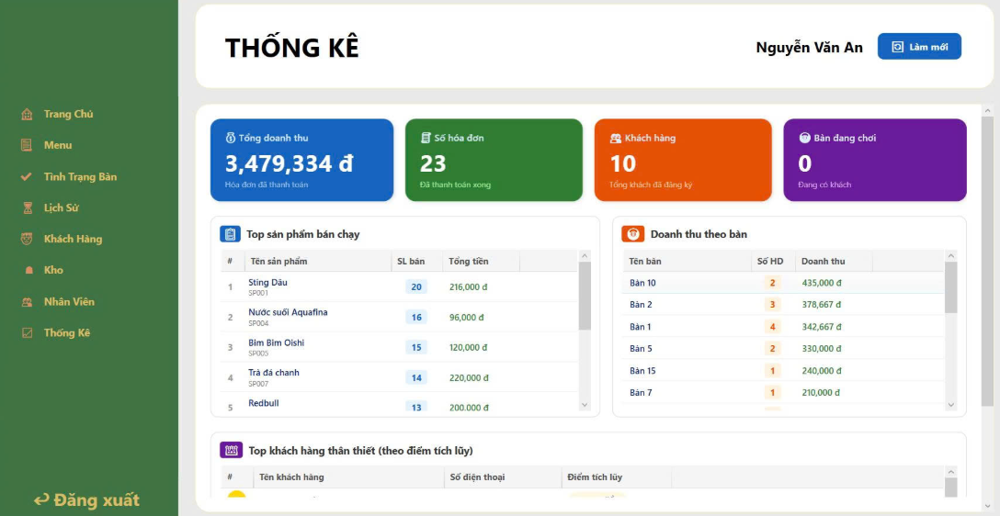 THỐNG KÊ
Nguyễn Văn An
Làm mới
Trang Chủ
Menu
Tình Trạng Bàn
Lịch Sử
Khách Hàng
Kho
Nhân Viên
Thống Kê
Đăng xuất
Tổng doanh thu
3,479,334 đ
Hóa đơn đã thanh toán
Số hóa đơn
23
Đã thanh toán xong
Khách hàng
10
Tổng khách đã đăng ký
Bàn đang chơi
0
Đang có khách
Top sản phẩm bán chạy
# Tên sản phẩm SL bán Tổng tiền
1 Sting Dâu 20 216,000 đ
SP001
2 Nước suối Aquafina 16 96,000 đ
SP004
3 Bim Bim Oishi 15 120,000 đ
SP005
4 Trà đá chanh 14 220,000 đ
SP007
5 Redbull 13 200.000 đ
Doanh thu theo bàn
Tên bàn Số HD Doanh thu
Bàn 10 2 435,000 đ
Bàn 2 3 378,667 đ
Bàn 1 4 342,667 đ
Bàn 5 2 330,000 đ
Bàn 15 1 240,000 đ
Bàn 7 1 210,000 đ
Top khách hàng thân thiết (theo điểm tích lũy)
# Tên khách hàng Số điện thoại Điểm tích lũy